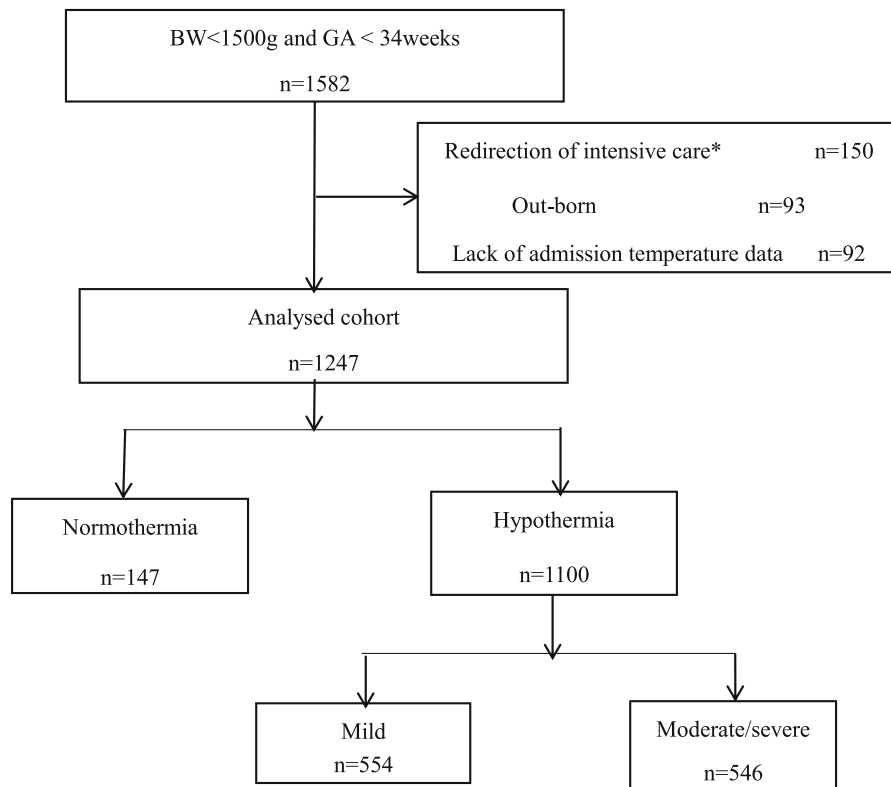 BW<1500g and GA < 34weeks
n=1582
Redirection of intensive care* n=150
Out-born n=93
Lack of admission temperature data n=92
Analysed cohort
n=1247
Normothermia
n=147
Hypothermia
n=1100
Mild
n=554
Moderate/severe
n=546